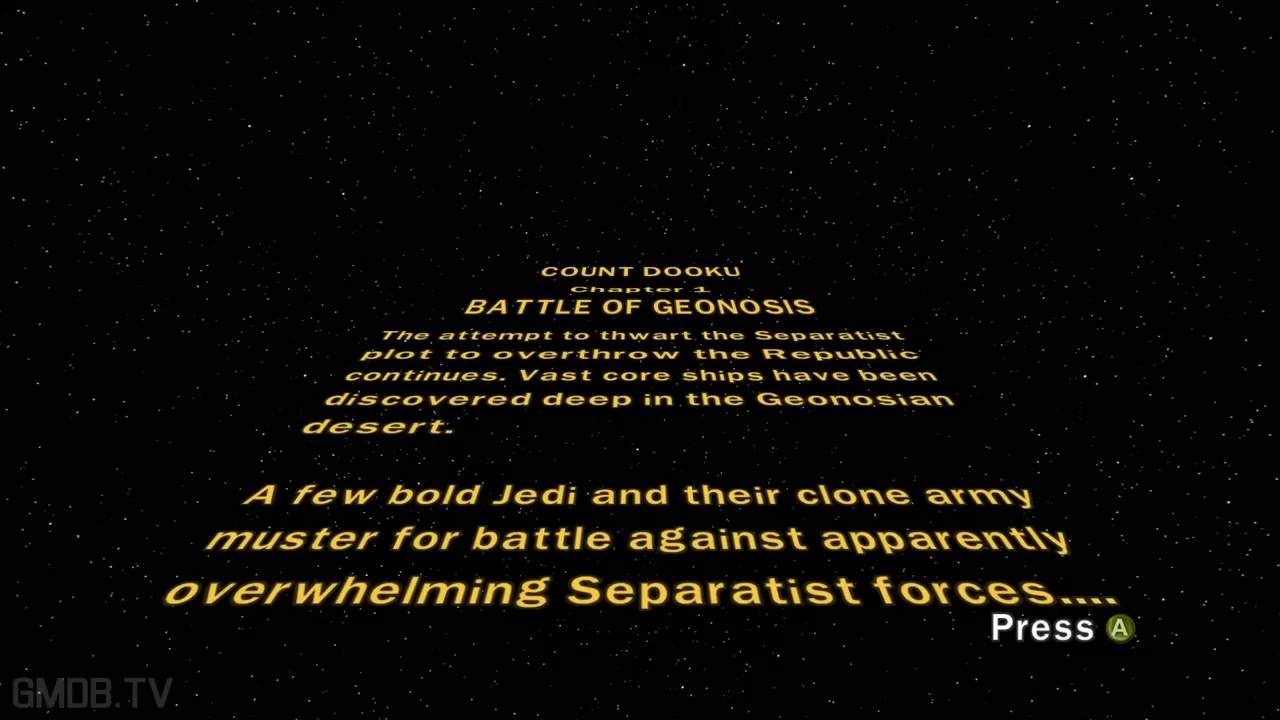 COUNT DOOKU
Chapter 1
BATTLE OF GEONOSIS
The attempt to thwart the Separatist
plot to overthrow the Republic
continues. Vast core ships have been
discovered deep in the Geonosian
desert.
A few bold Jedi and their clone army
muster for battle against apparently
overwhelming Separatist forces....
Press A
GMDB.TV